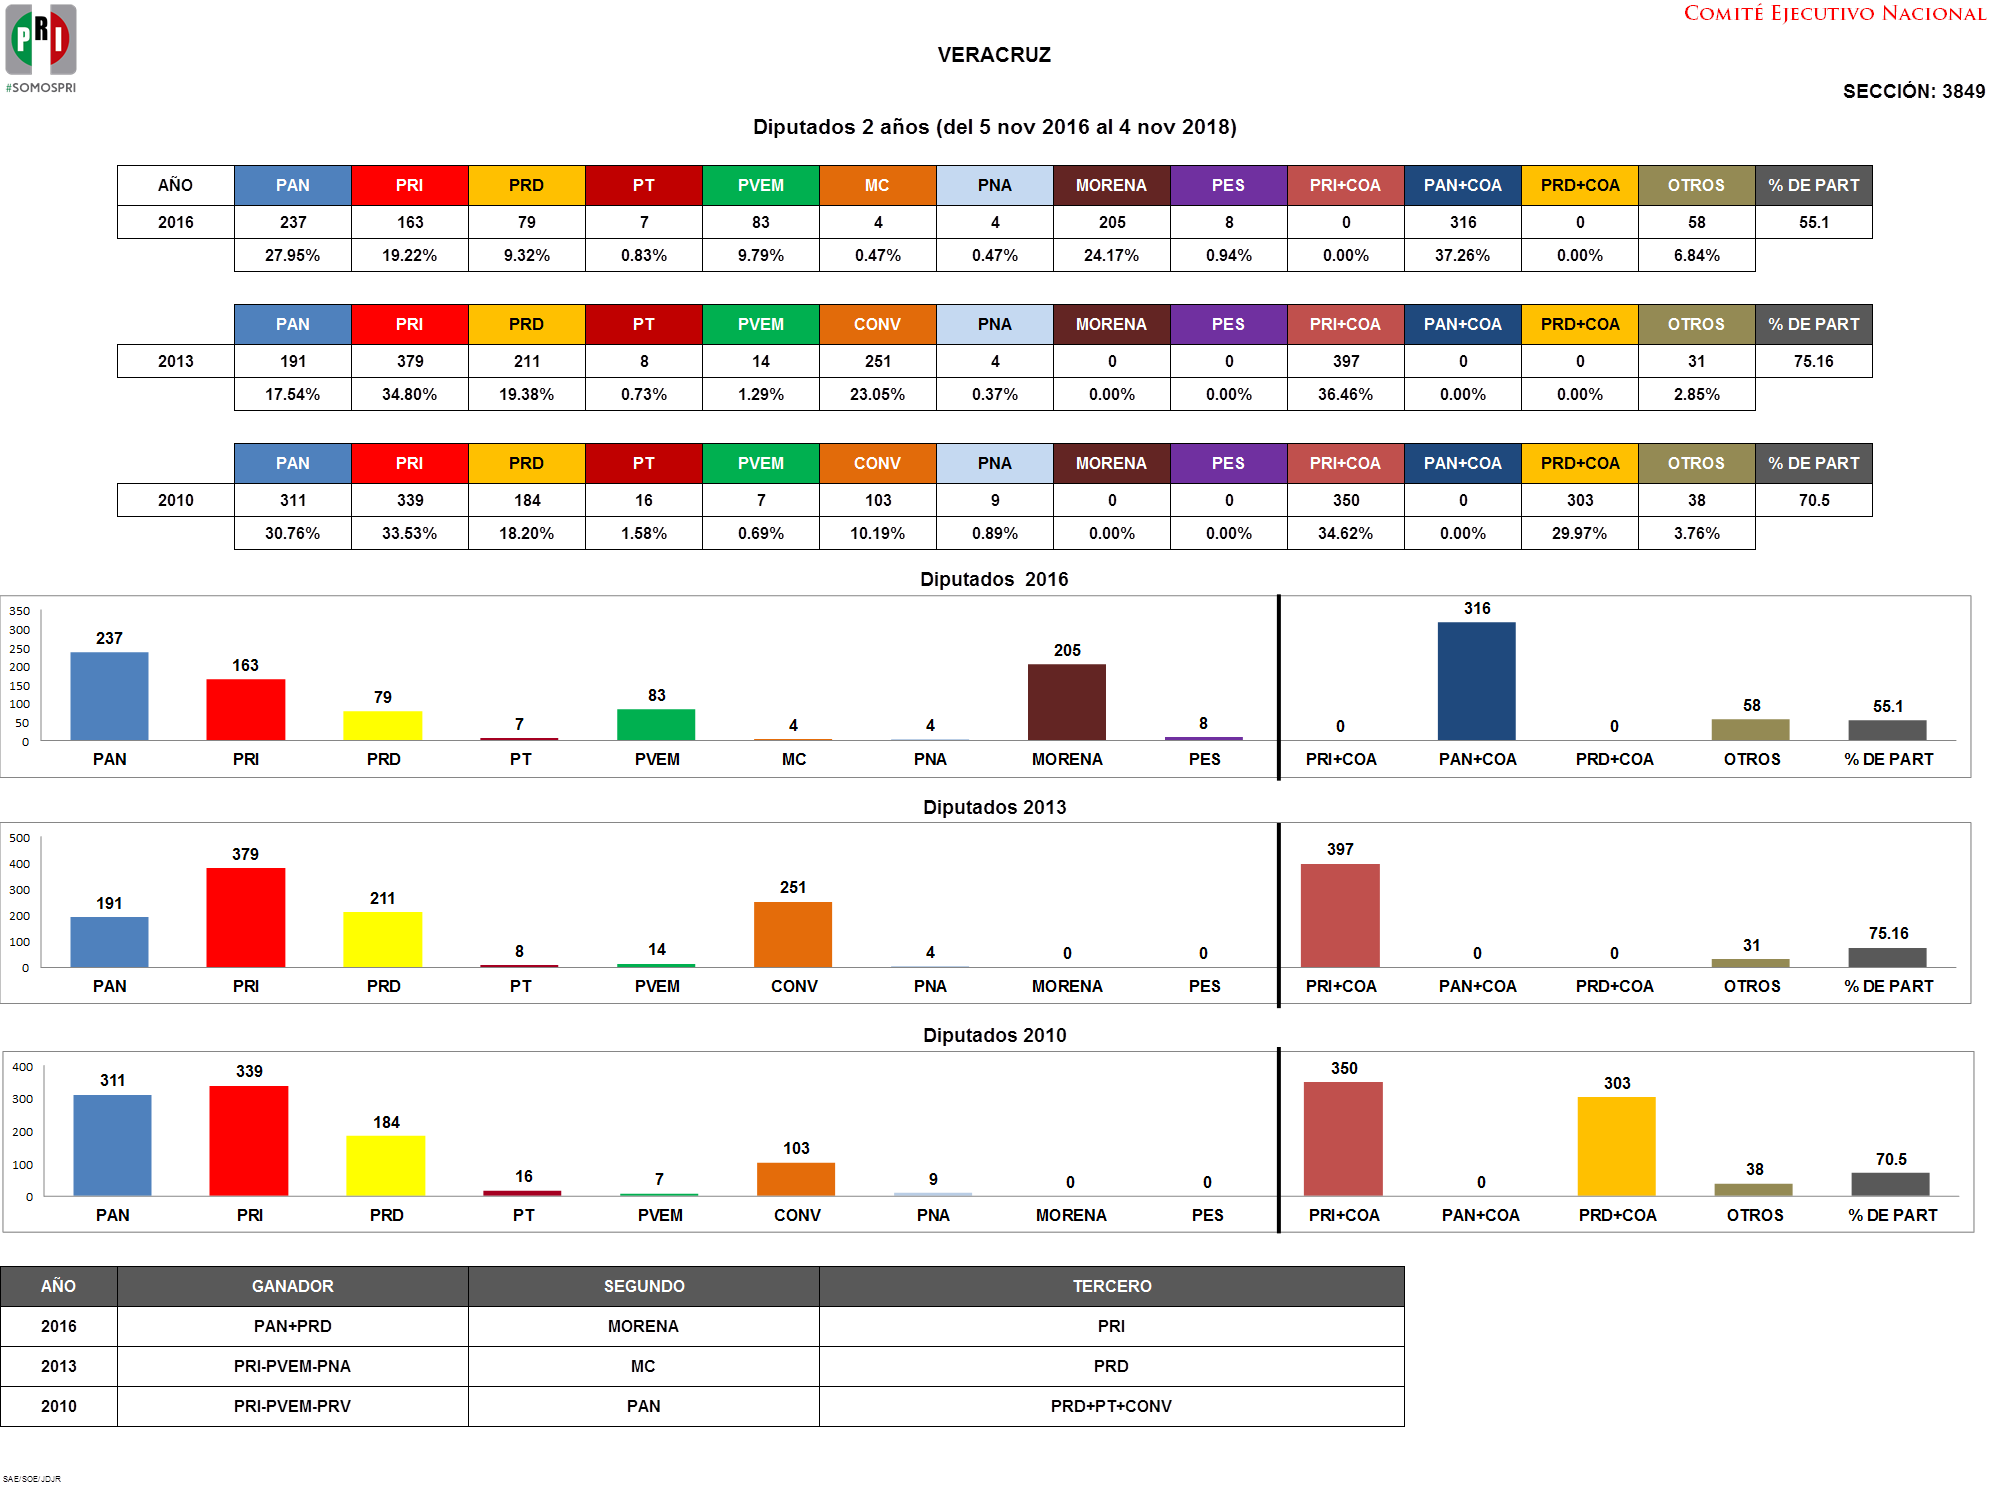 PRI
#SOMOSPRI
COMITÉ EJECUTIVO NACIONAL
VERACRUZ
SECCIÓN: 3849
Diputados 2 años (del 5 nov 2016 al 4 nov 2018)
AÑO PAN PRI PRD PT PVEM MC PNA MORENA PES PRI+COA PAN+COA PRD+COA OTROS % DE PART
2016 237 163 79 7 83 4 4 205 8 0 316 0 58 55.1
27.95% 19.22% 9.32% 0.83% 9.79% 0.47% 0.47% 24.17% 0.94% 0.00% 37.26% 0.00% 6.84%
PAN PRI PRD PT PVEM CONV PNA MORENA PES PRI+COA PAN+COA PRD+COA OTROS % DE PART
2013 191 379 211 8 14 251 4 0 0 397 0 0 31 75.16
17.54% 34.80% 19.38% 0.73% 1.29% 23.05% 0.37% 0.00% 0.00% 36.46% 0.00% 0.00% 2.85%
PAN PRI PRD PT PVEM CONV PNA MORENA PES PRI+COA PAN+COA PRD+COA OTROS % DE PART
2010 311 339 184 16 7 103 9 0 0 350 0 303 38 70.5
30.76% 33.53% 18.20% 1.58% 0.69% 10.19% 0.89% 0.00% 0.00% 34.62% 0.00% 29.97% 3.76%
Diputados 2016
350
300
250
200
150
100
50
0
237 163 79 7 83 4 4 205 8 0 316 0 58 55.1
PAN PRI PRD PT PVEM MC PNA MORENA PES PRI+COA PAN+COA PRD+COA OTROS % DE PART
Diputados 2013
500
400
300
200
100
0
191 379 211 8 14 251 4 0 0 397 0 0 31 75.16
PAN PRI PRD PT PVEM CONV PNA MORENA PES PRI+COA PAN+COA PRD+COA OTROS % DE PART
Diputados 2010
400
300
200
100
0
311 339 184 16 7 103 9 0 0 350 0 303 38 70.5
PAN PRI PRD PT PVEM CONV PNA MORENA PES PRI+COA PAN+COA PRD+COA OTROS % DE PART
AÑO GANADOR SEGUNDO TERCERO
2016 PAN+PRD MORENA PRI
2013 PRI-PVEM-PNA MC PRD
2010 PRI-PVEM-PRV PAN PRD+PT+CONV
SAE/SOE/JDJR